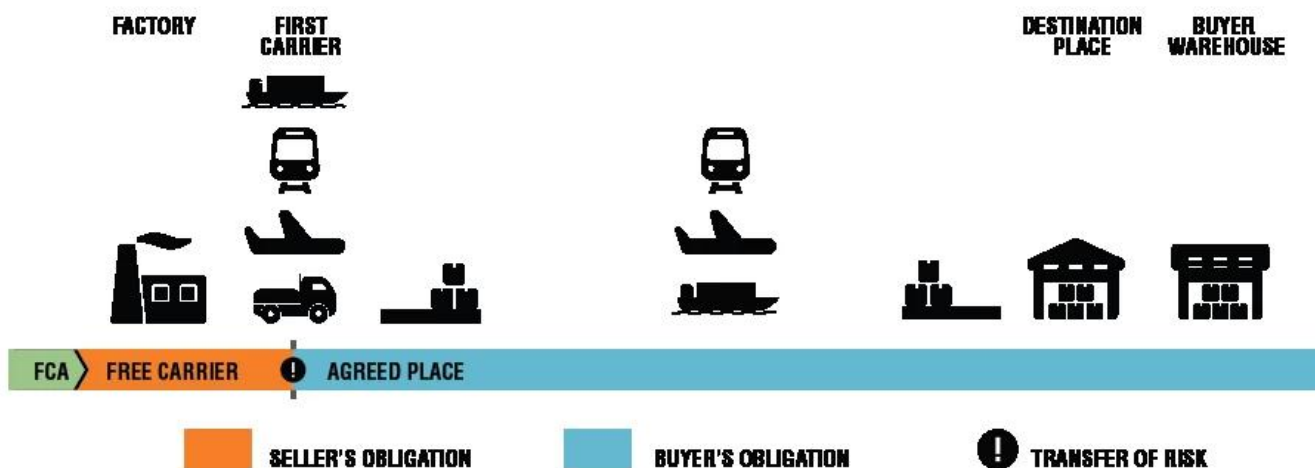 FACTORY
FIRST
CARRIER
DESTINATION
PLACE
BUYER
WAREHOUSE
FCA
FREE CARRIER
!
AGREED PLACE
SELLER'S OBLIGATION
BUYER'S OBLIGATION
!
TRANSFER OF RISK